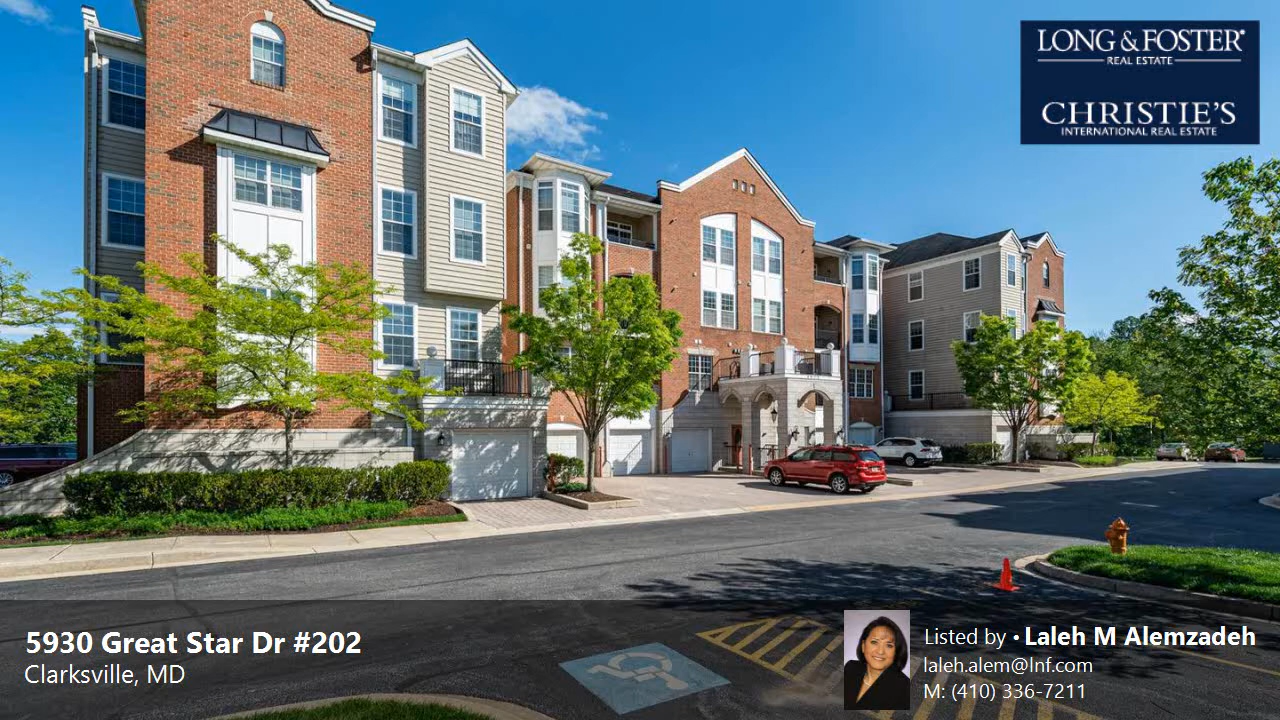 LONG & FOSTER®
REAL ESTATE
CHRISTIE'S
INTERNATIONAL REAL ESTATE
5930 Great Star Dr #202
Clarksville, MD
Listed by • Laleh M Alemzadeh
laleh.alem@lnf.com
M: (410) 336-7211